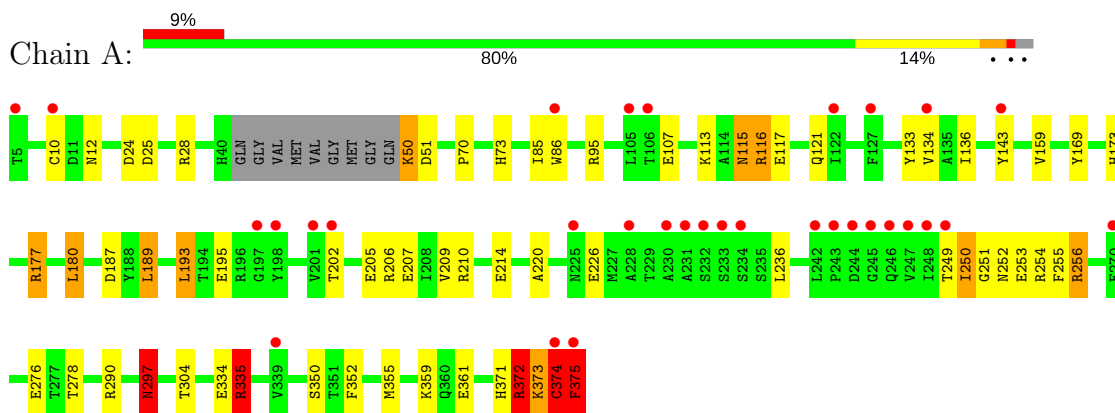 9%
Chain A:
80% 14% • • •
T5 C10 D11 N12 D24 D25 R28 H40 GLN GLY VAL MET VAL GLY MET GLY GLN K50 D51 P70 H73 I85 W86 R95 L105 T106 E107 K113 A114 N115 R116 E117 Q121 I122 F127 Y133 V134 A135 I136 Y143 V159 Y169 H173
R177 L180 D187 Y188 L189 L193 T194 E195 R196 G197 Y198 V201 T202 E205 R206 E207 I208 V209 R210 E214 A220 N225 E226 M227 A228 T229 A230 A231 S232 S233 S234 S235 L236 L242 P243 D244 G245 Q246 V247 I248 T249 I250 G251 N252 E253 R254 F255 R256 E270
E276 T277 T278 R290 N297 T304 E334 R335 V339 S350 T351 F352 M355 K359 Q360 E361 H371 R372 K373 C374 F375